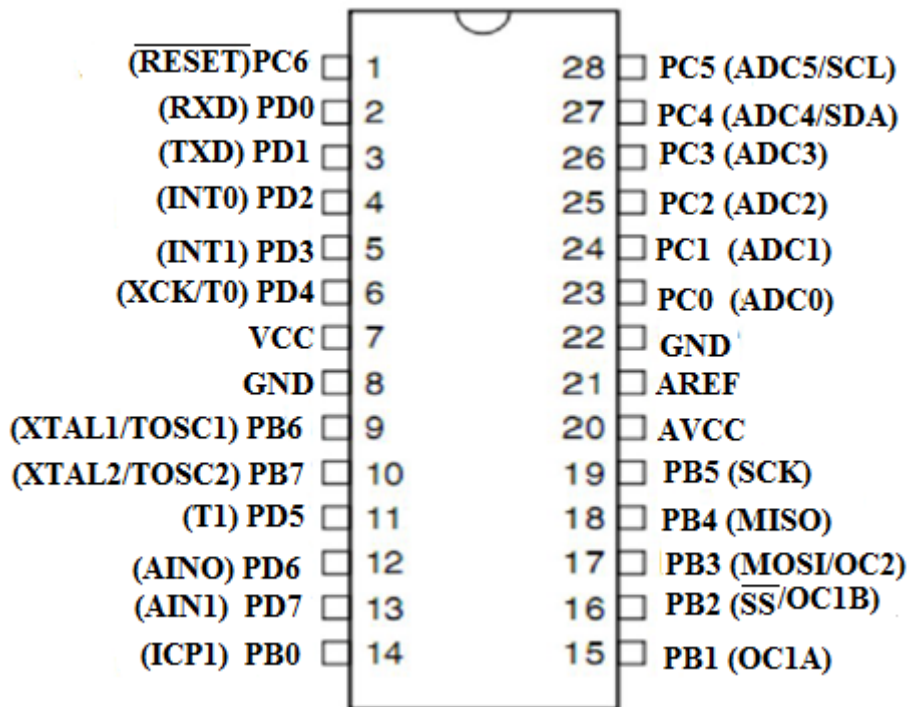 (RESET)PC6 1 28 PC5 (ADC5/SCL)
(RXD) PD0 2 27 PC4 (ADC4/SDA)
(TXD) PD1 3 26 PC3 (ADC3)
(INT0) PD2 4 25 PC2 (ADC2)
(INT1) PD3 5 24 PC1 (ADC1)
(XCK/T0) PD4 6 23 PC0 (ADC0)
VCC 7 22 GND
GND 8 21 AREF
(XTAL1/TOSC1) PB6 9 20 AVCC
(XTAL2/TOSC2) PB7 10 19 PB5 (SCK)
(T1) PD5 11 18 PB4 (MISO)
(AINO) PD6 12 17 PB3 (MOSI/OC2)
(AIN1) PD7 13 16 PB2 (SS/OC1B)
(ICP1) PB0 14 15 PB1 (OC1A)